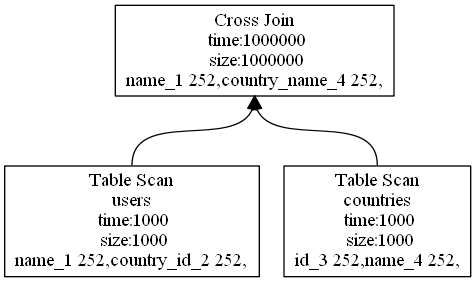 Cross Join
time:1000000
size:1000000
name_1 252,country_name_4 252,
Table Scan
users
time:1000
size:1000
name_1 252,country_id_2 252,
Table Scan
countries
time:1000
size:1000
id_3 252,name_4 252,